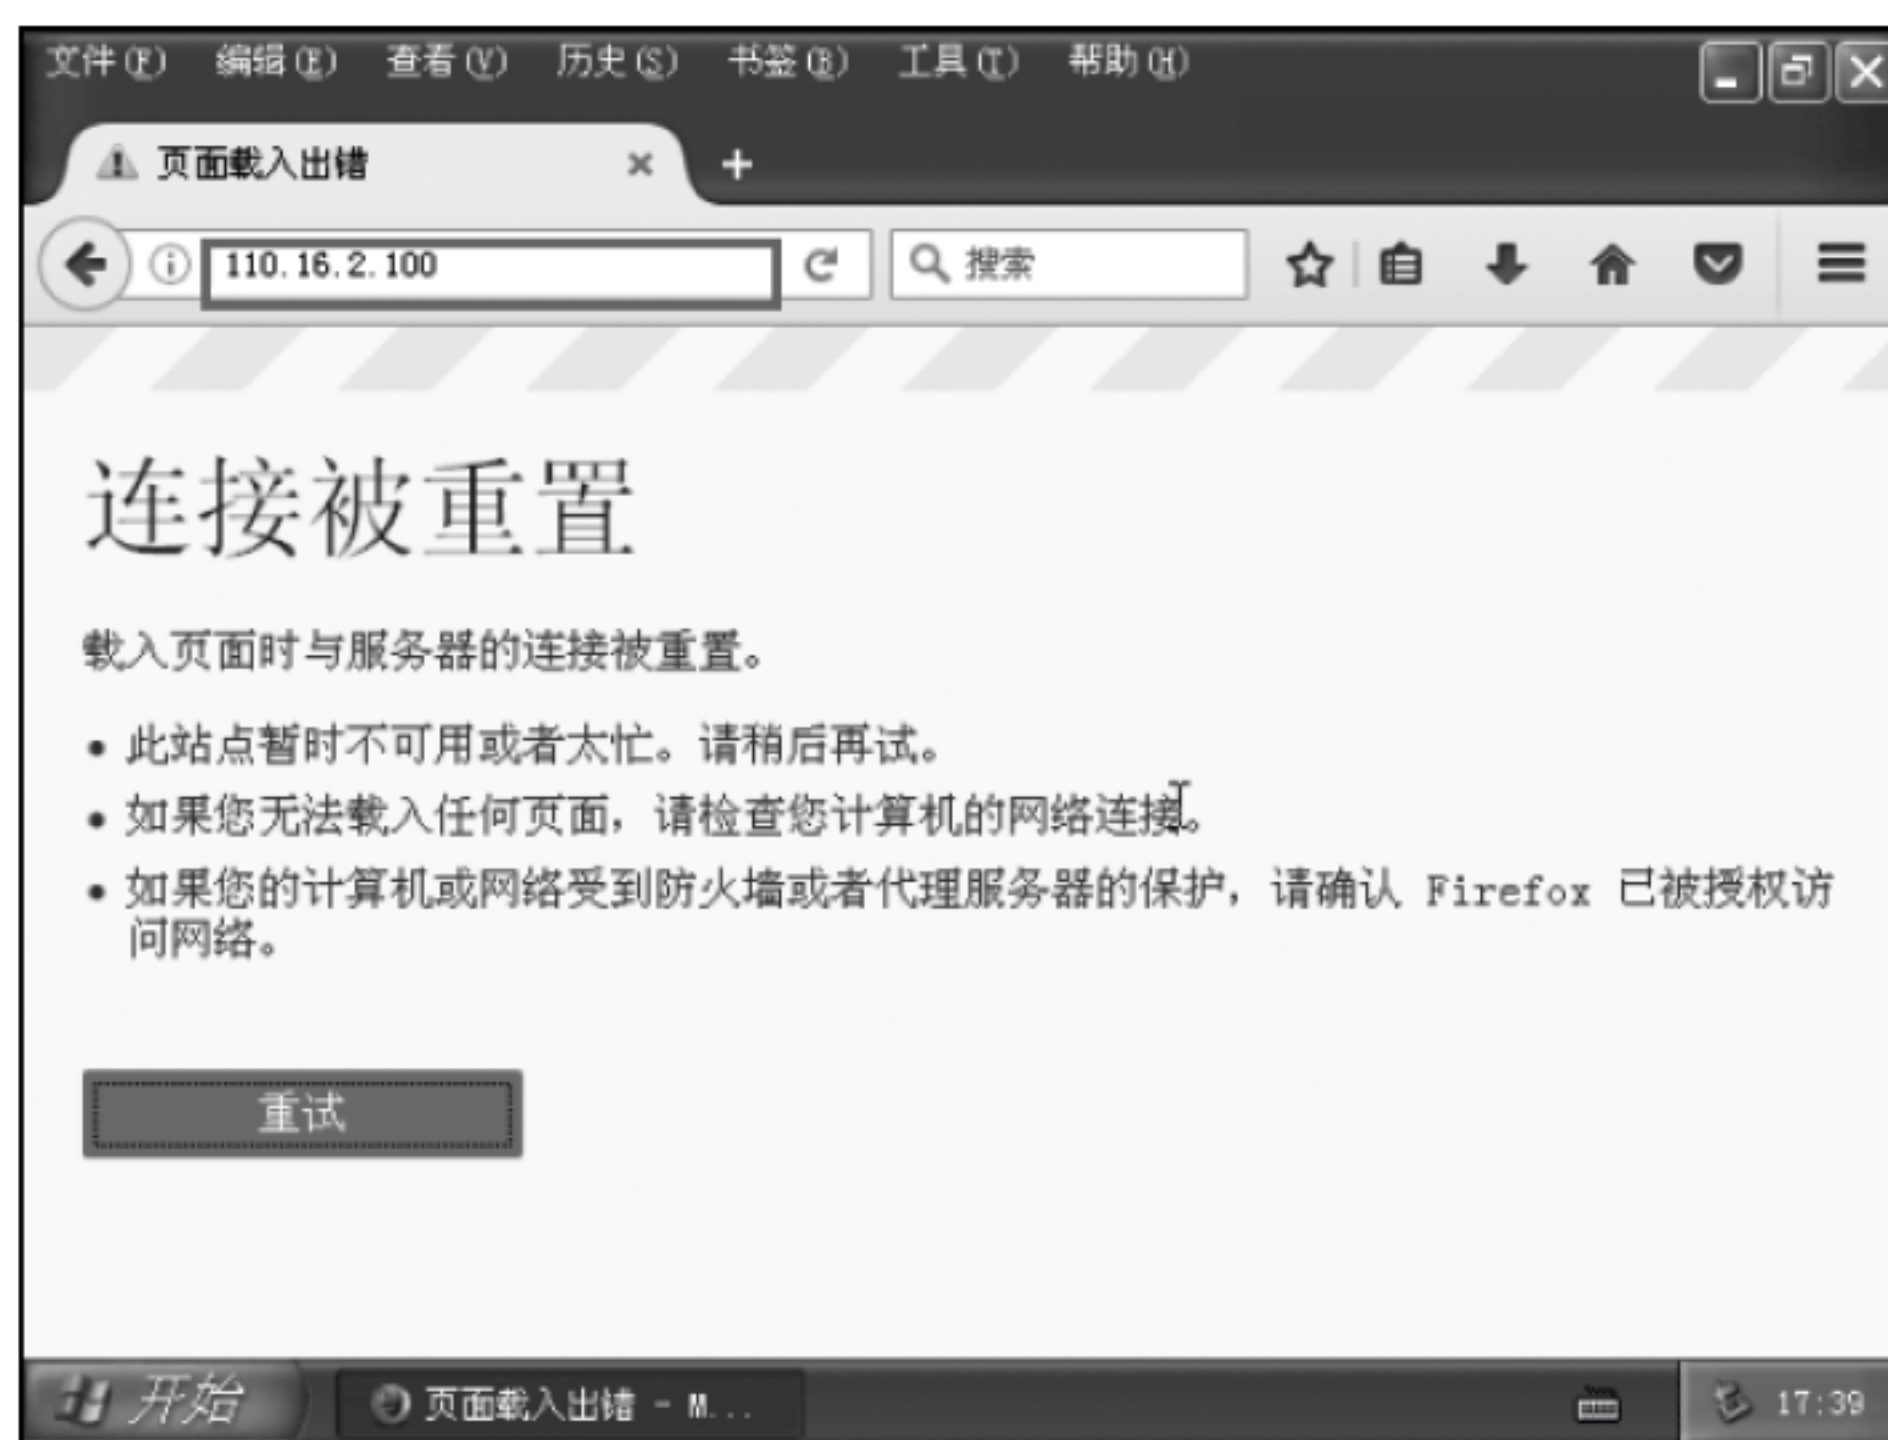 文件(F) 编辑(E) 查看(V) 历史(S) 书签(B) 工具(T) 帮助(H)
页面载入出错
110.16.2.100 搜索
连接被重置
载入页面时与服务器的连接被重置。
• 此站点暂时不可用或者太忙。请稍后再试。
• 如果您无法载入任何页面，请检查您计算机的网络连接。
• 如果您的计算机或网络受到防火墙或者代理服务器的保护，请确认 Firefox 已被授权访
问网络。
重试
开始 页面载入出错 - M... 17:39